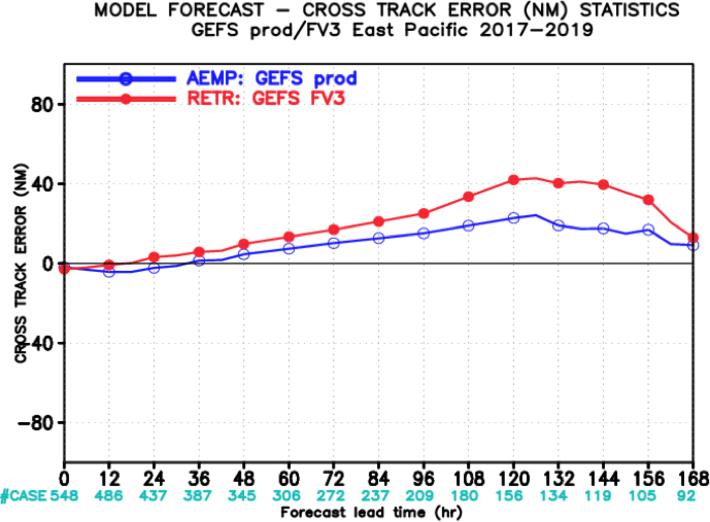 MODEL FORECAST – CROSS TRACK ERROR (NM) STATISTICS
GEFS prod/FV3 East Pacific 2017–2019
AEMP: GEFS prod
RETR: GEFS FV3
CROSS TRACK ERROR (NM)
80
40
0
-40
-80
0 12 24 36 48 60 72 84 96 108 120 132 144 156 168
#CASE 548 486 437 387 345 306 272 237 209 180 156 134 119 105 92
Forecast lead time (hr)